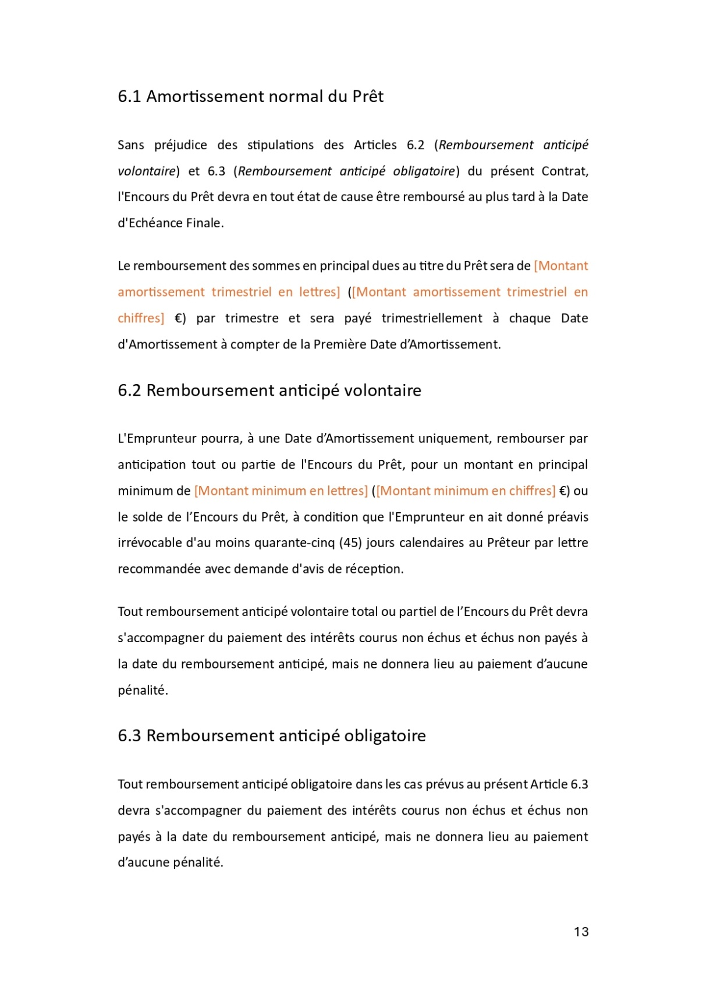 6.1 Amortissement normal du Prêt
Sans préjudice des stipulations des Articles 6.2 (Remboursement anticipé
volontaire) et 6.3 (Remboursement anticipé obligatoire) du présent Contrat,
l'Encours du Prêt devra en tout état de cause être remboursé au plus tard à la Date
d'Echéance Finale.
Le remboursement des sommes en principal dues au titre du Prêt sera de [Montant
amortissement trimestriel en lettres] ([Montant amortissement trimestriel en
chiffres] €) par trimestre et sera payé trimestriellement à chaque Date
d'Amortissement à compter de la Première Date d’Amortissement.
6.2 Remboursement anticipé volontaire
L'Emprunteur pourra, à une Date d’Amortissement uniquement, rembourser par
anticipation tout ou partie de l'Encours du Prêt, pour un montant en principal
minimum de [Montant minimum en lettres] ([Montant minimum en chiffres] €) ou
le solde de l’Encours du Prêt, à condition que l'Emprunteur en ait donné préavis
irrévocable d'au moins quarante-cinq (45) jours calendaires au Prêteur par lettre
recommandée avec demande d'avis de réception.
Tout remboursement anticipé volontaire total ou partiel de l’Encours du Prêt devra
s'accompagner du paiement des intérêts courus non échus et échus non payés à
la date du remboursement anticipé, mais ne donnera lieu au paiement d’aucune
pénalité.
6.3 Remboursement anticipé obligatoire
Tout remboursement anticipé obligatoire dans les cas prévus au présent Article 6.3
devra s'accompagner du paiement des intérêts courus non échus et échus non
payés à la date du remboursement anticipé, mais ne donnera lieu au paiement
d’aucune pénalité.
13